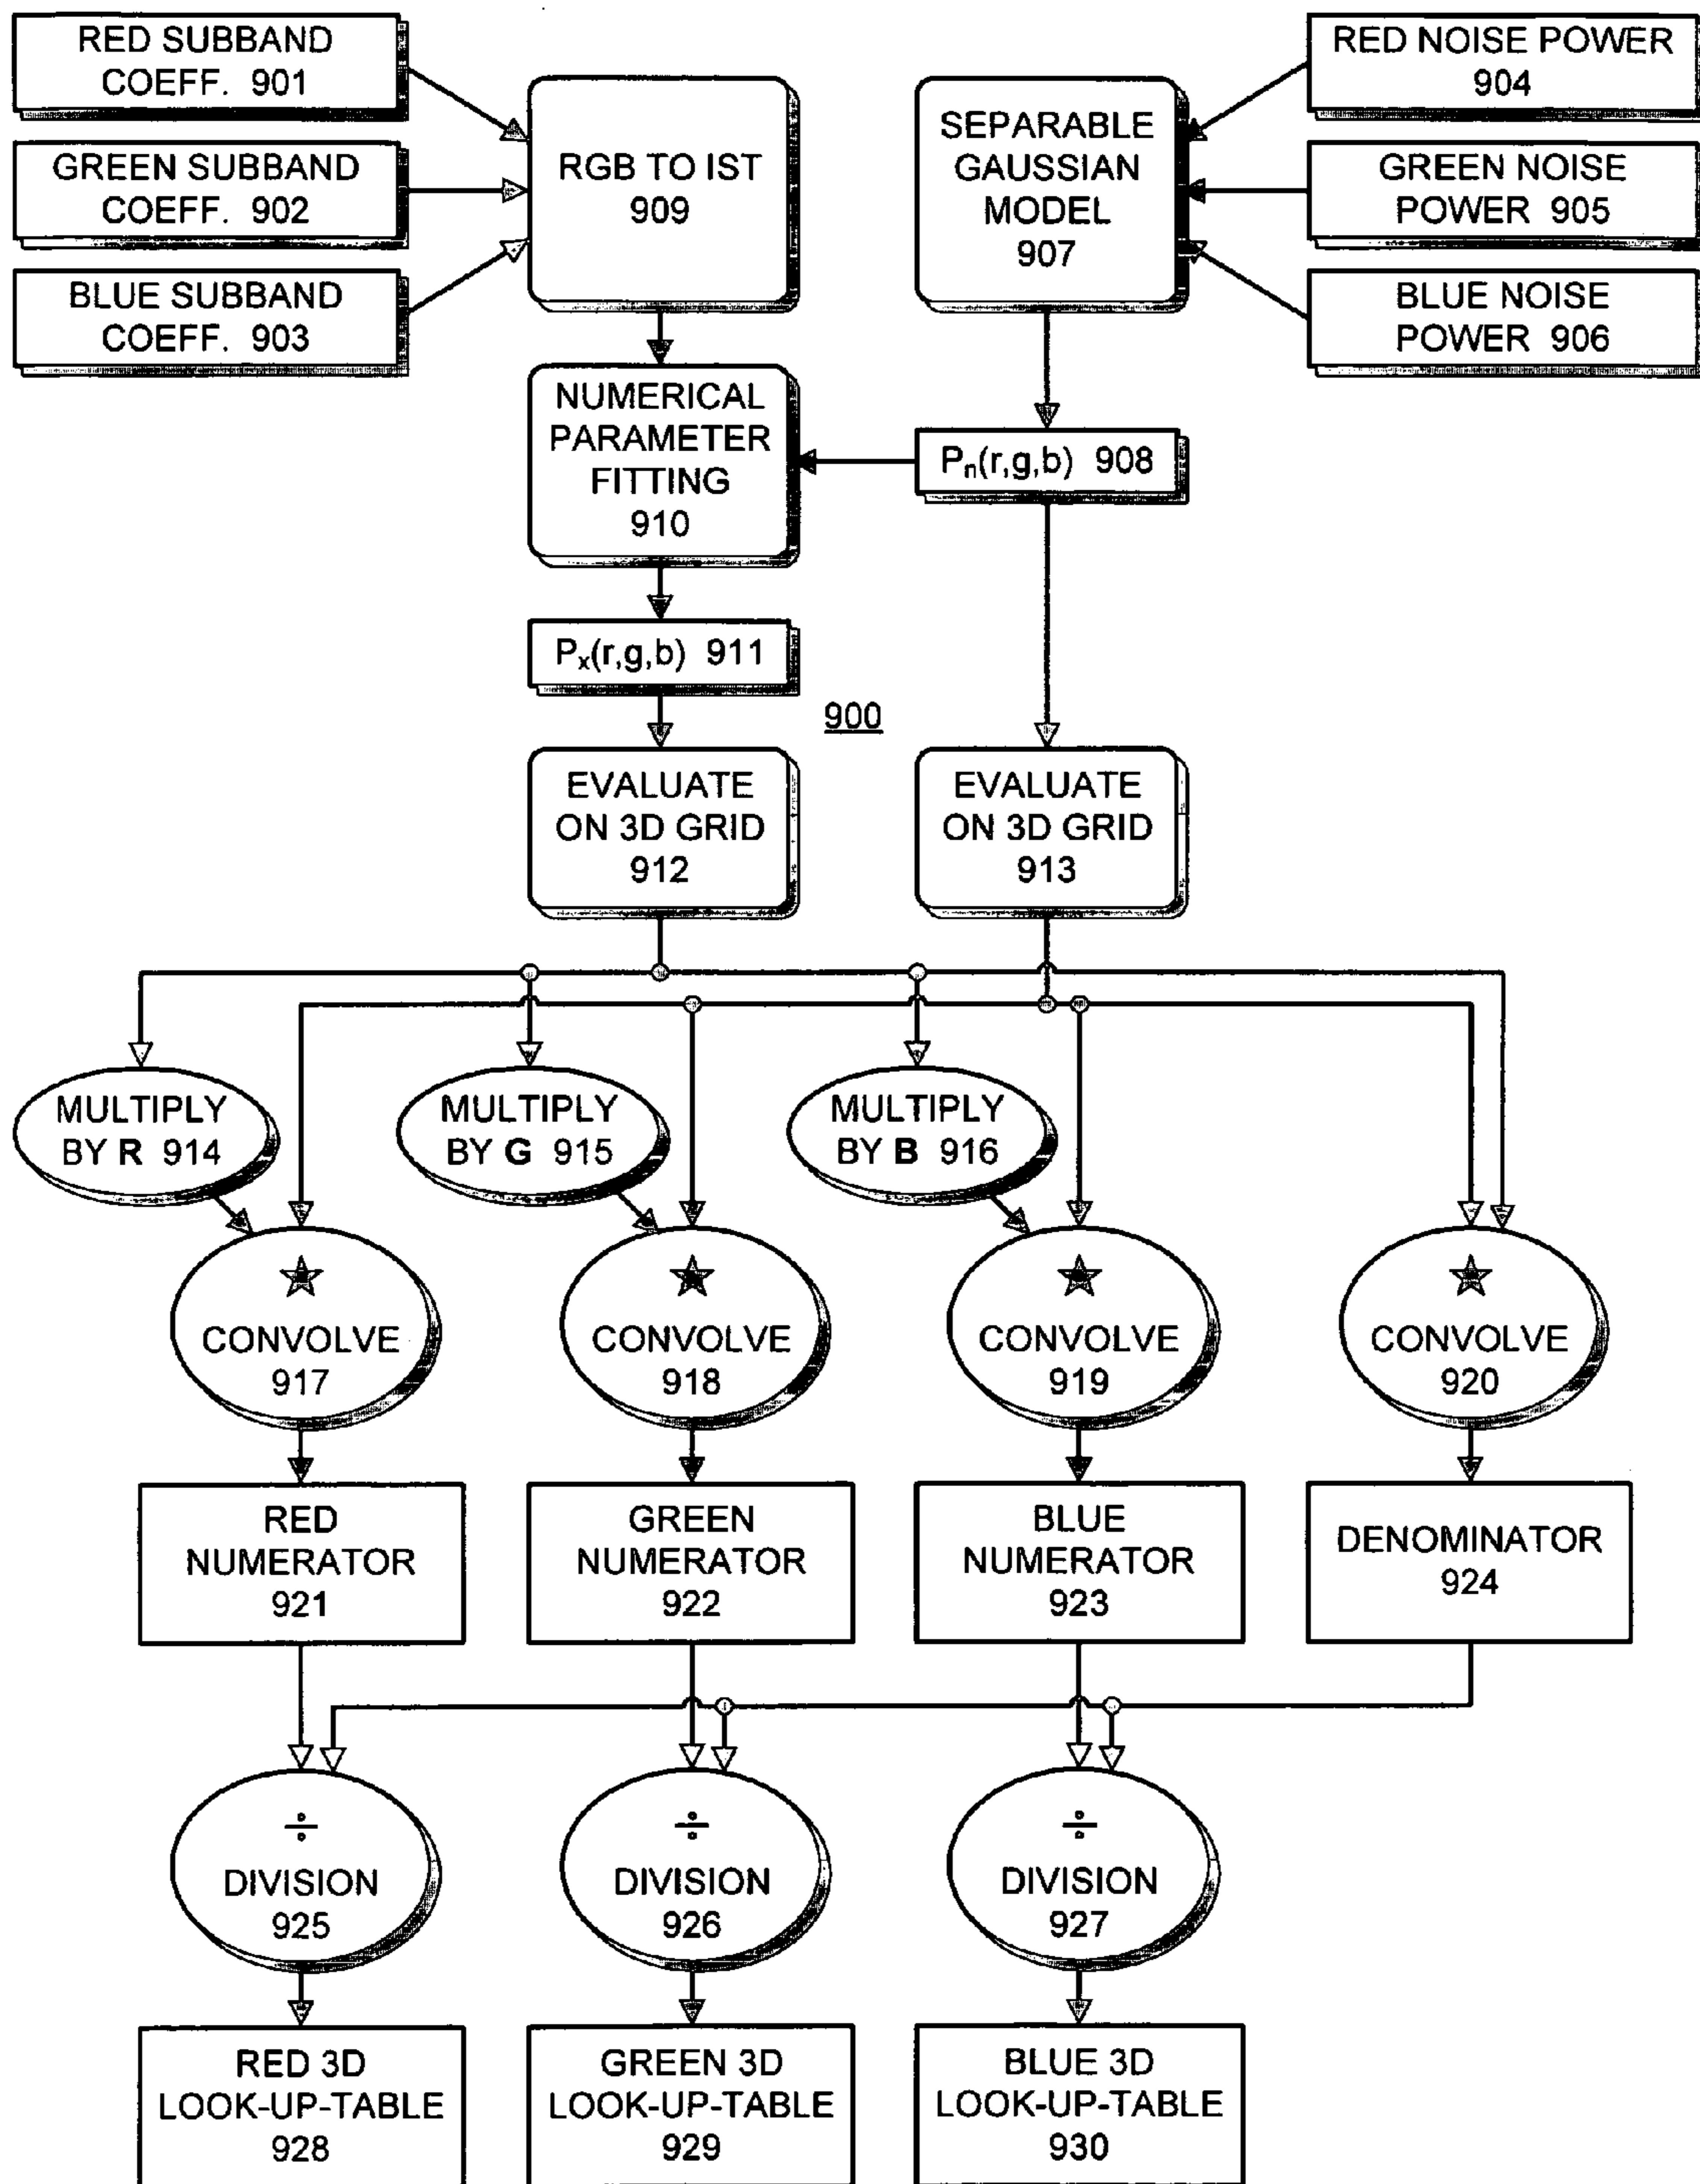 RED SUBBAND
COEFF. 901
GREEN SUBBAND
COEFF. 902
BLUE SUBBAND
COEFF. 903
RGB TO IST
909
SEPARABLE
GAUSSIAN
MODEL
907
RED NOISE POWER
904
GREEN NOISE
POWER 905
BLUE NOISE
POWER 906
NUMERICAL
PARAMETER
FITTING
910
Pn(r,g,b) 908
Px(r,g,b) 911
900
EVALUATE
ON 3D GRID
912
EVALUATE
ON 3D GRID
913
MULTIPLY
BY R 914
MULTIPLY
BY G 915
MULTIPLY
BY B 916
★
CONVOLVE
917
★
CONVOLVE
918
★
CONVOLVE
919
★
CONVOLVE
920
RED
NUMERATOR
921
GREEN
NUMERATOR
922
BLUE
NUMERATOR
923
DENOMINATOR
924
÷
DIVISION
925
÷
DIVISION
926
÷
DIVISION
927
RED 3D
LOOK-UP-TABLE
928
GREEN 3D
LOOK-UP-TABLE
929
BLUE 3D
LOOK-UP-TABLE
930